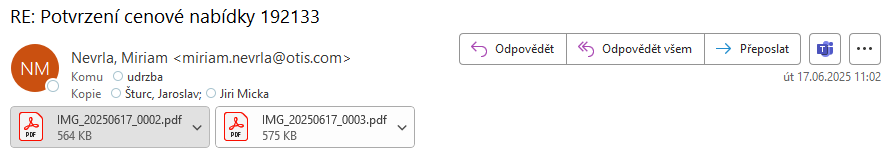 RE: Potvrzení cenové nabídky 192133
NM
Nevrla, Miriam <miriam.nevrla@otis.com>
Komu udrzba
Kopie Šturc, Jaroslav; Jiri Micka
Odpovědět
Odpovědět všem
Přeposlat
út 17.06.2025 11:02
PDF
IMG_20250617_0002.pdf
564 KB
PDF
IMG_20250617_0003.pdf
575 KB